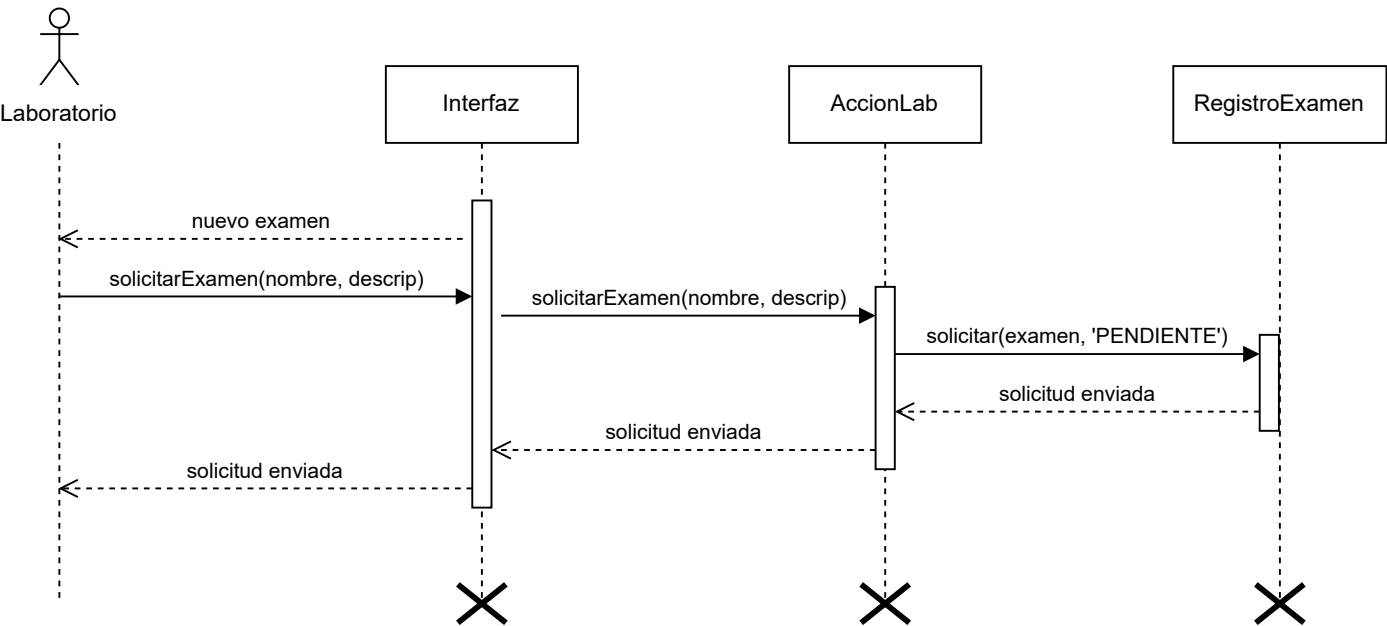 Laboratorio
Interfaz
AccionLab
RegistroExamen
nuevo examen
solicitarExamen(nombre, descrip)
solicitarExamen(nombre, descrip)
solicitar(examen, 'PENDIENTE')
solicitud enviada
solicitud enviada
solicitud enviada